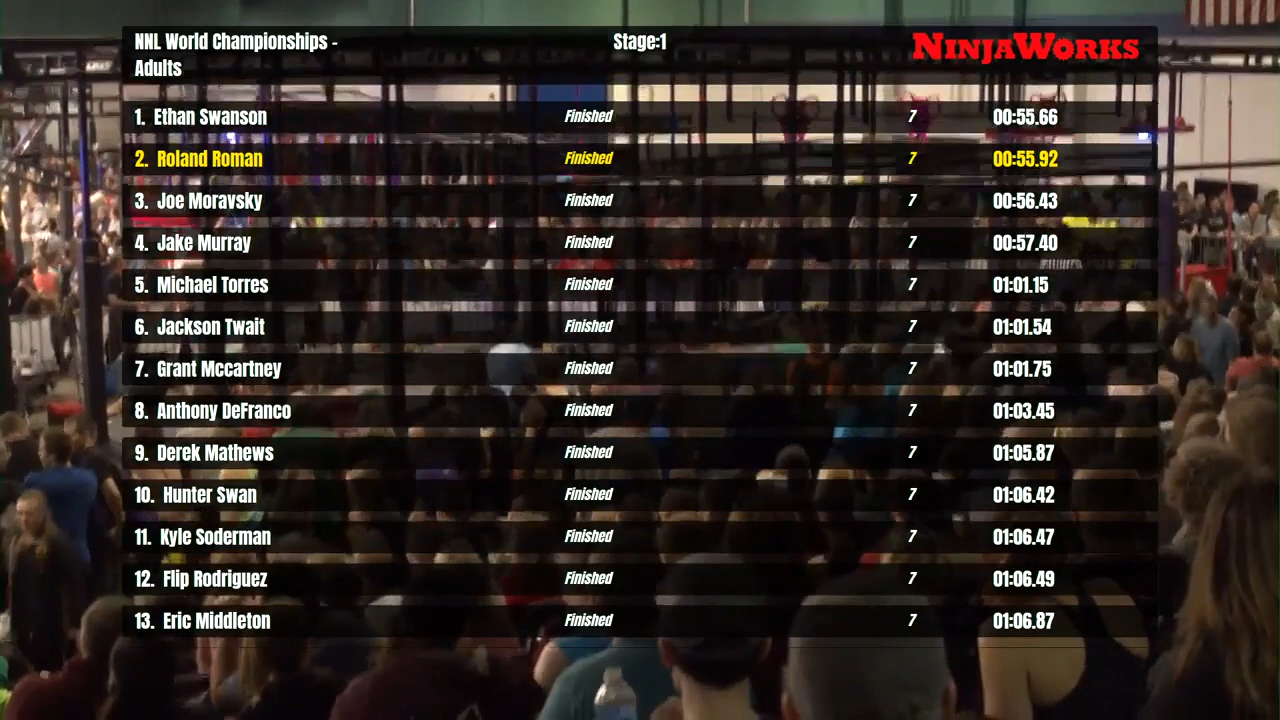 NNL World Championships -
Adults
Stage:1
NINJAWORKS
1. Ethan Swanson Finished 7 00:55.66
2. Roland Roman Finished 7 00:55.92
3. Joe Moravsky Finished 7 00:56.43
4. Jake Murray Finished 7 00:57.40
5. Michael Torres Finished 7 01:01.15
6. Jackson Twait Finished 7 01:01.54
7. Grant Mccartney Finished 7 01:01.75
8. Anthony DeFranco Finished 7 01:03.45
9. Derek Mathews Finished 7 01:05.87
10. Hunter Swan Finished 7 01:06.42
11. Kyle Soderman Finished 7 01:06.47
12. Flip Rodriguez Finished 7 01:06.49
13. Eric Middleton Finished 7 01:06.87